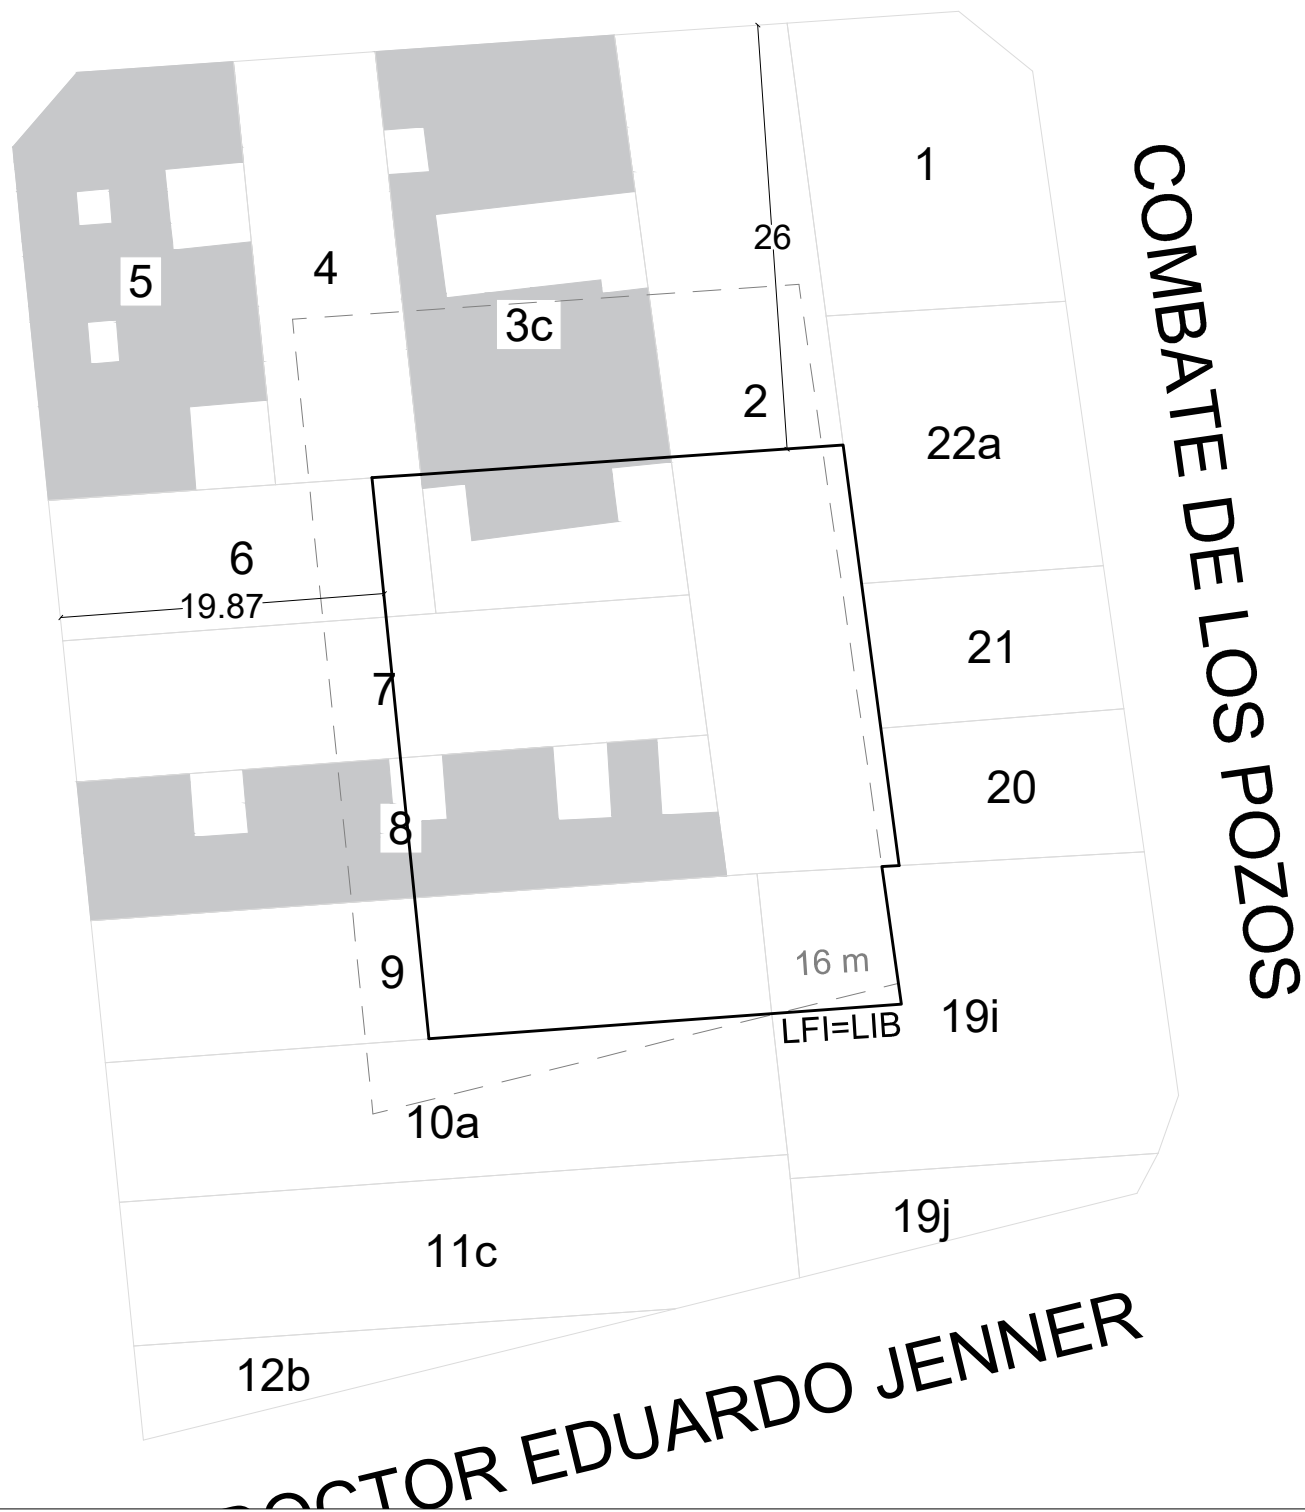 1
26
4
5
3c
2
22a
6
19.87
21
7
20
8
16 m
9
19i
LFI=LIB
10a
19j
11c
12b
COMBATE DE LOS POZOS
DOCTOR EDUARDO JENNER